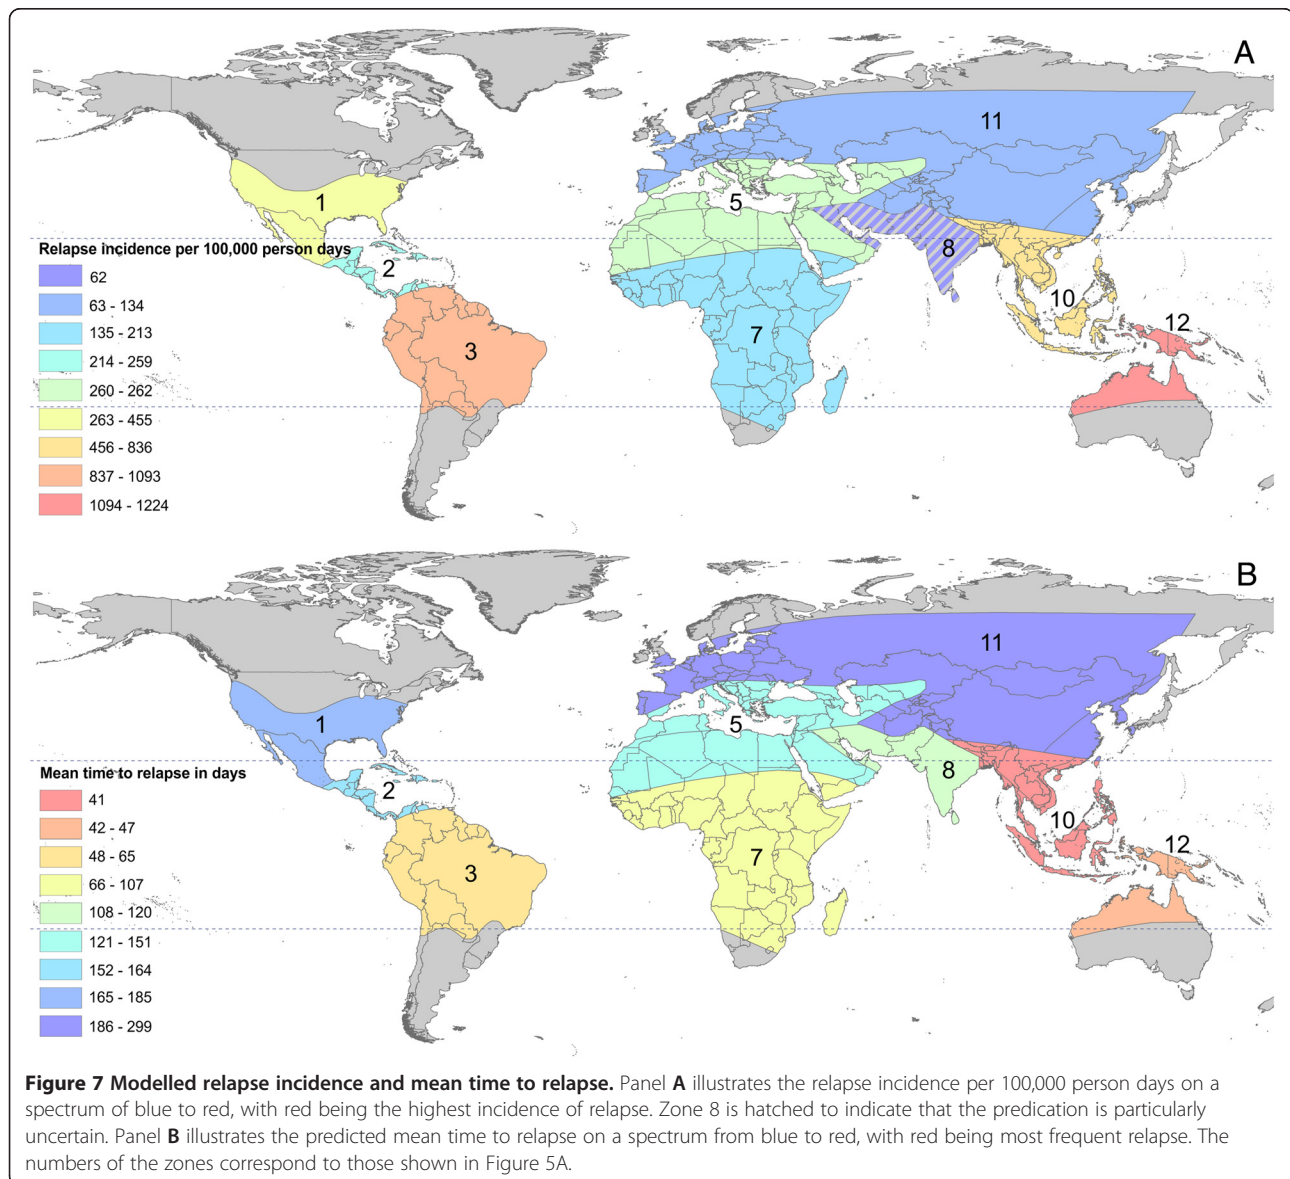 A
11
1
5
Relapse incidence per 100,000 person days
8
2
62
63 - 134
10
135 - 213
12
214 - 259
3
7
260 - 262
263 - 455
456 - 836
837 - 1093
1094 - 1224
B
11
1
5
Mean time to relapse in days
8
2
41
42 - 47
10
48 - 65
12
66 - 107
3
7
108 - 120
121 - 151
152 - 164
165 - 185
186 - 299
Figure 7 Modelled relapse incidence and mean time to relapse. Panel A illustrates the relapse incidence per 100,000 person days on a
spectrum of blue to red, with red being the highest incidence of relapse. Zone 8 is hatched to indicate that the predication is particularly
uncertain. Panel B illustrates the predicted mean time to relapse on a spectrum from blue to red, with red being most frequent relapse. The
numbers of the zones correspond to those shown in Figure 5A.